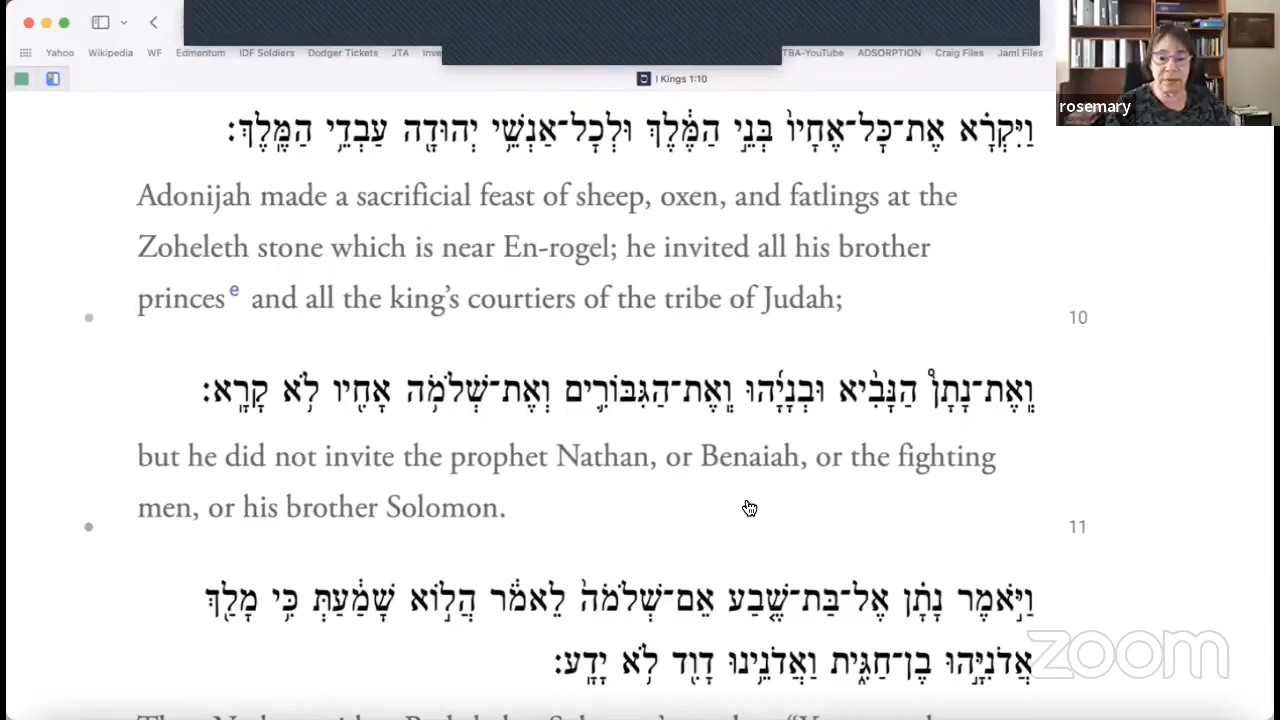 Yahoo Wikipedia WF Edmentum IDF Soldiers Dodger Tickets JTA Inve TBA-YouTube ADSORPTION Craig Files Jami Files
I Kings 1:10
rosemary
וַיִּקְרָ֗א אֶת־כׇּל־אֶחָיו֙ בְּנֵ֣י הַמֶּ֔לֶךְ וּלְכׇל־אַנְשֵׁ֥י יְהוּדָ֖ה עַבְדֵ֥י הַמֶּֽלֶךְ׃
Adonijah made a sacrificial feast of sheep, oxen, and fatlings at the
Zoheleth stone which is near En-rogel; he invited all his brother
princes e and all the king’s courtiers of the tribe of Judah;
10
וְֽאֶת־נָתָן֩ הַנָּבִ֨יא וּבְנָיָ֜הוּ וְֽאֶת־הַגִּבּוֹרִ֛ים וְאֶת־שְׁלֹמֹ֥ה אָחִ֖יו לֹ֥א קָרָֽא׃
but he did not invite the prophet Nathan, or Benaiah, or the fighting
men, or his brother Solomon.
11
וַיֹּ֣אמֶר נָתָ֗ן אֶל־בַּת־שֶׁ֤בַע אֵם־שְׁלֹמֹה֙ לֵאמֹ֔ר הֲל֣וֹא שָׁמַ֔עַתְּ כִּ֥י מָלַ֖ךְ
אֲדֹנִיָּ֣הוּ בֶן־חַגִּ֑ית וַאֲדֹנֵ֥ינוּ דָוִ֖ד לֹ֥א יָדָֽע׃
zoom